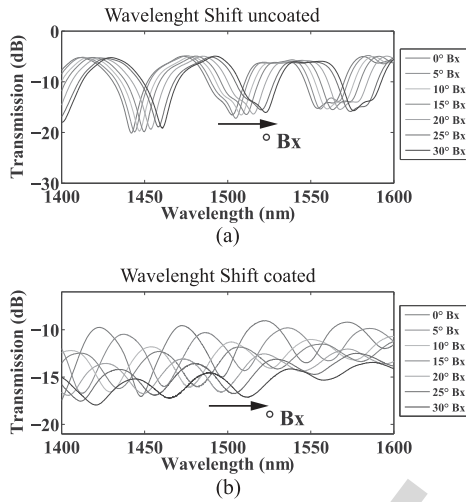 Wavelenght Shift uncoated
0
−10
−20
−30
Transmission (dB)
1400 1450 1500 1550 1600
Wavelength (nm)
°Bx
0° Bx
5° Bx
10° Bx
15° Bx
20° Bx
25° Bx
30° Bx
(a)
Wavelenght Shift coated
−10
−15
−20
Transmission (dB)
1400 1450 1500 1550 1600
Wavelength (nm)
°Bx
0° Bx
5° Bx
10° Bx
15° Bx
20° Bx
25° Bx
30° Bx
(b)